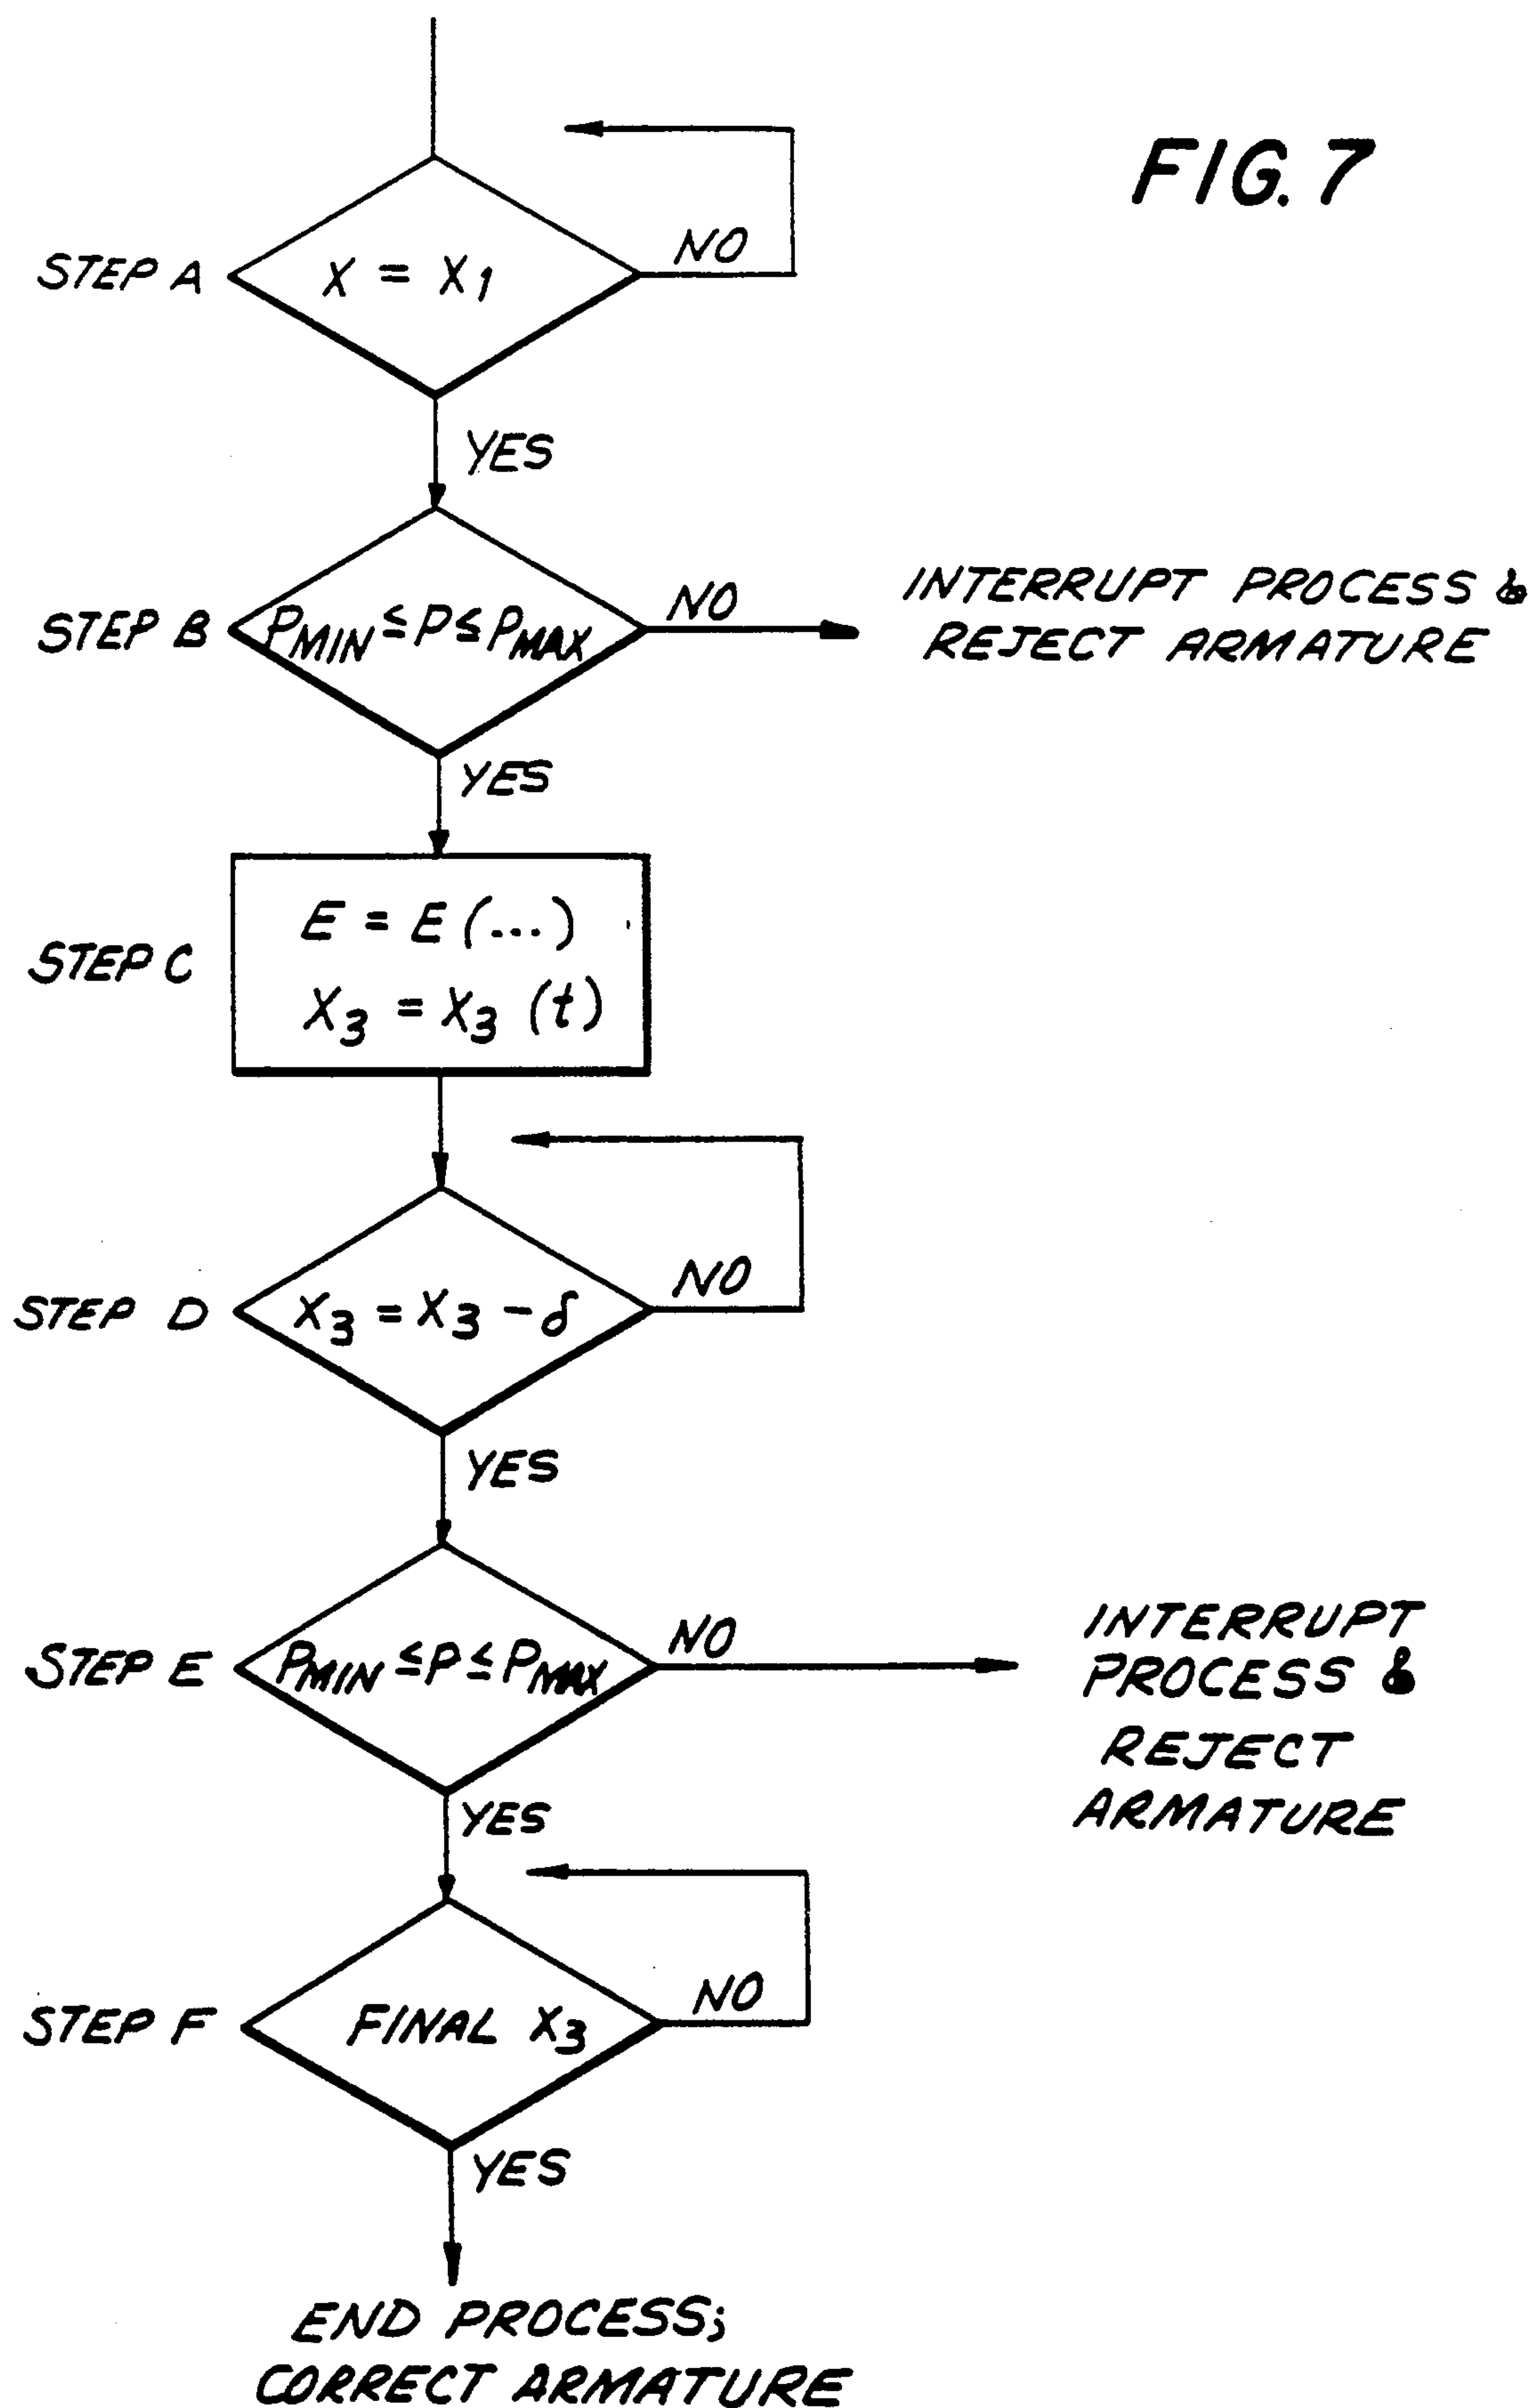 FIG. 7
NO
STEP A
X = X1
YES
NO
INTERRUPT PROCESS &
REJECT ARMATURE
STEP B
PMIN ≤ P ≤ PMAX
YES
STEP C
E = E (...)
X3 = X3 (t)
NO
STEP D
X3 = X3 - δ
YES
NO
INTERRUPT
PROCESS &
REJECT
ARMATURE
STEP E
PMIN ≤ P ≤ PMAX
YES
NO
STEP F
FINAL X3
YES
END PROCESS;
CORRECT ARMATURE